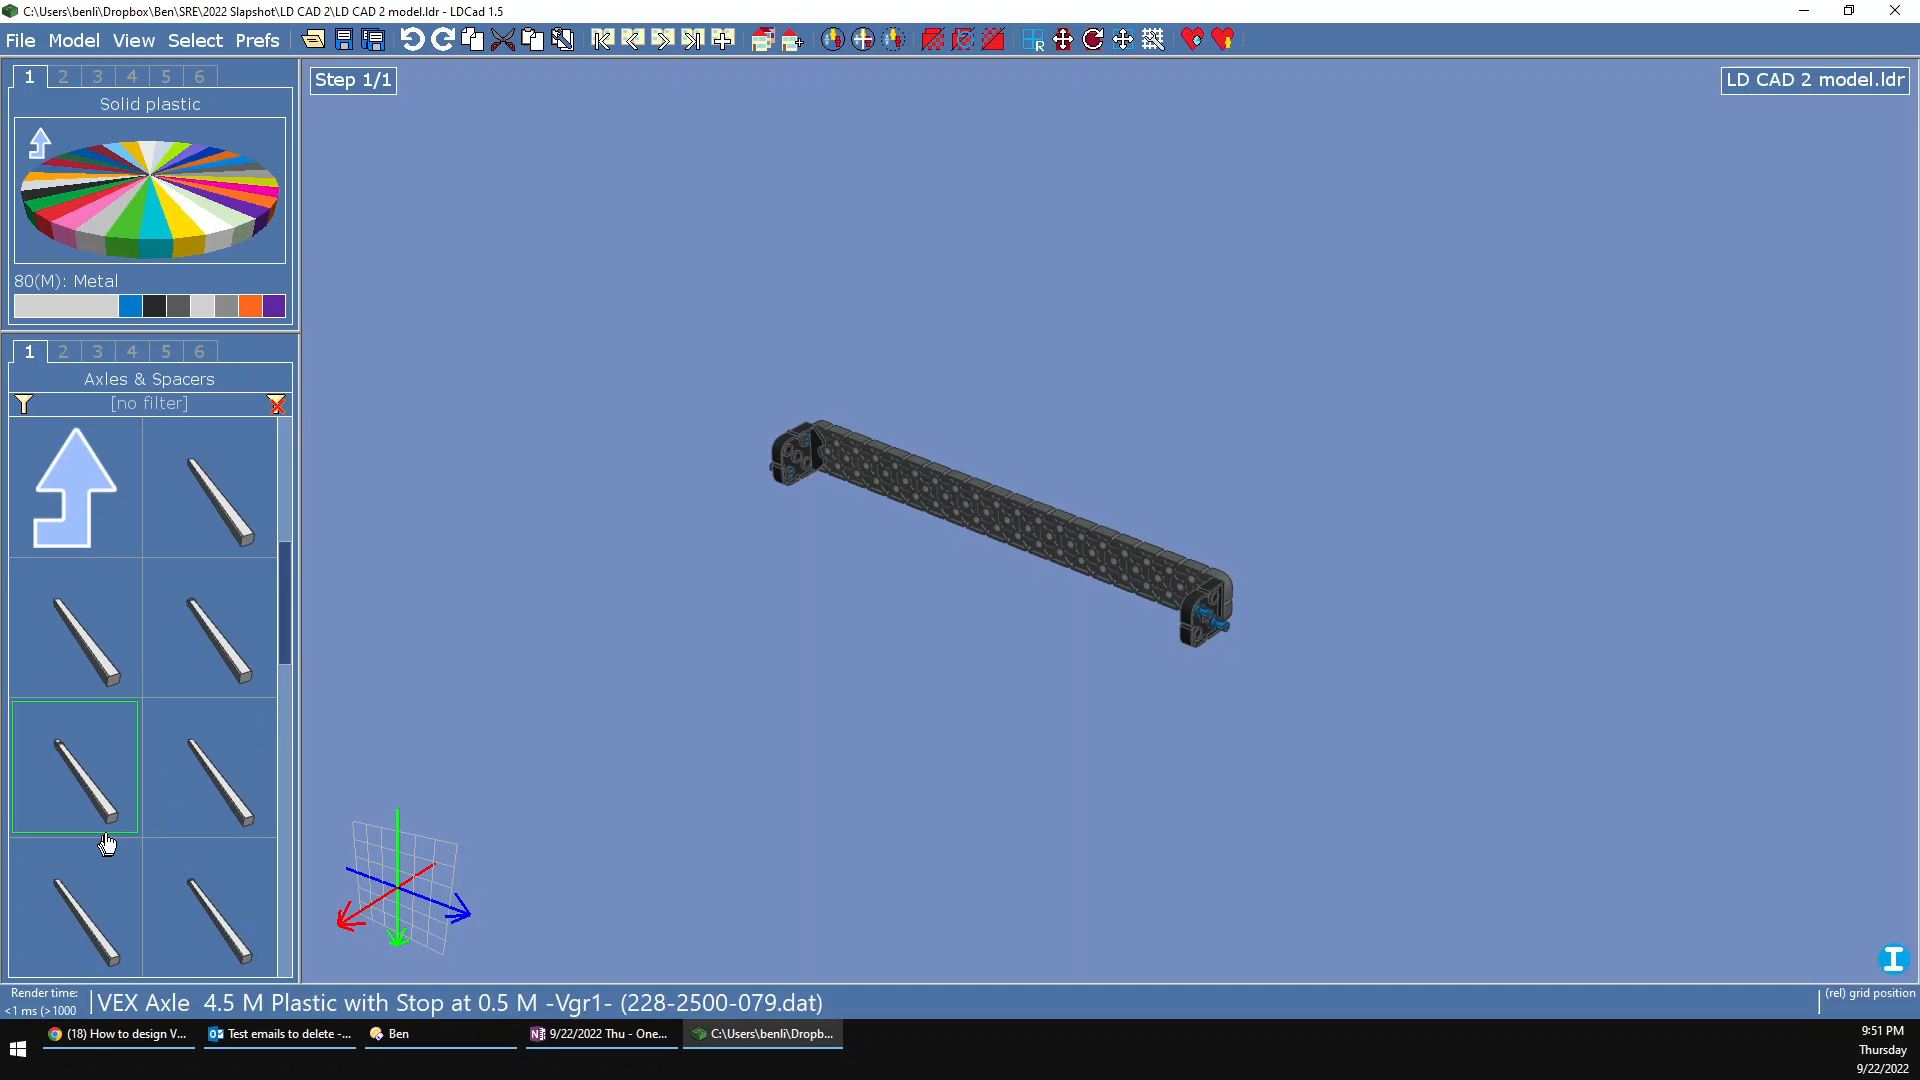 C:\Users\benli\Dropbox\Ben\SRE\2022 Slapshot\LD CAD 2\LD CAD 2 model.ldr - LDCad 1.5
File Model View Select Prefs
1 2 3 4 5 6
Solid plastic
80(M): Metal
1 2 3 4 5 6
Axles & Spacers
[no filter]
Step 1/1
LD CAD 2 model.ldr
Render time:
<1 ms (>1000
VEX Axle 4.5 M Plastic with Stop at 0.5 M -Vgr1- (228-2500-079.dat)
(rel) grid position
(18) How to design V...
Test emails to delete -...
Ben
9/22/2022 Thu - One...
C:\Users\benli\Dropb...
9:51 PM
Thursday
9/22/2022